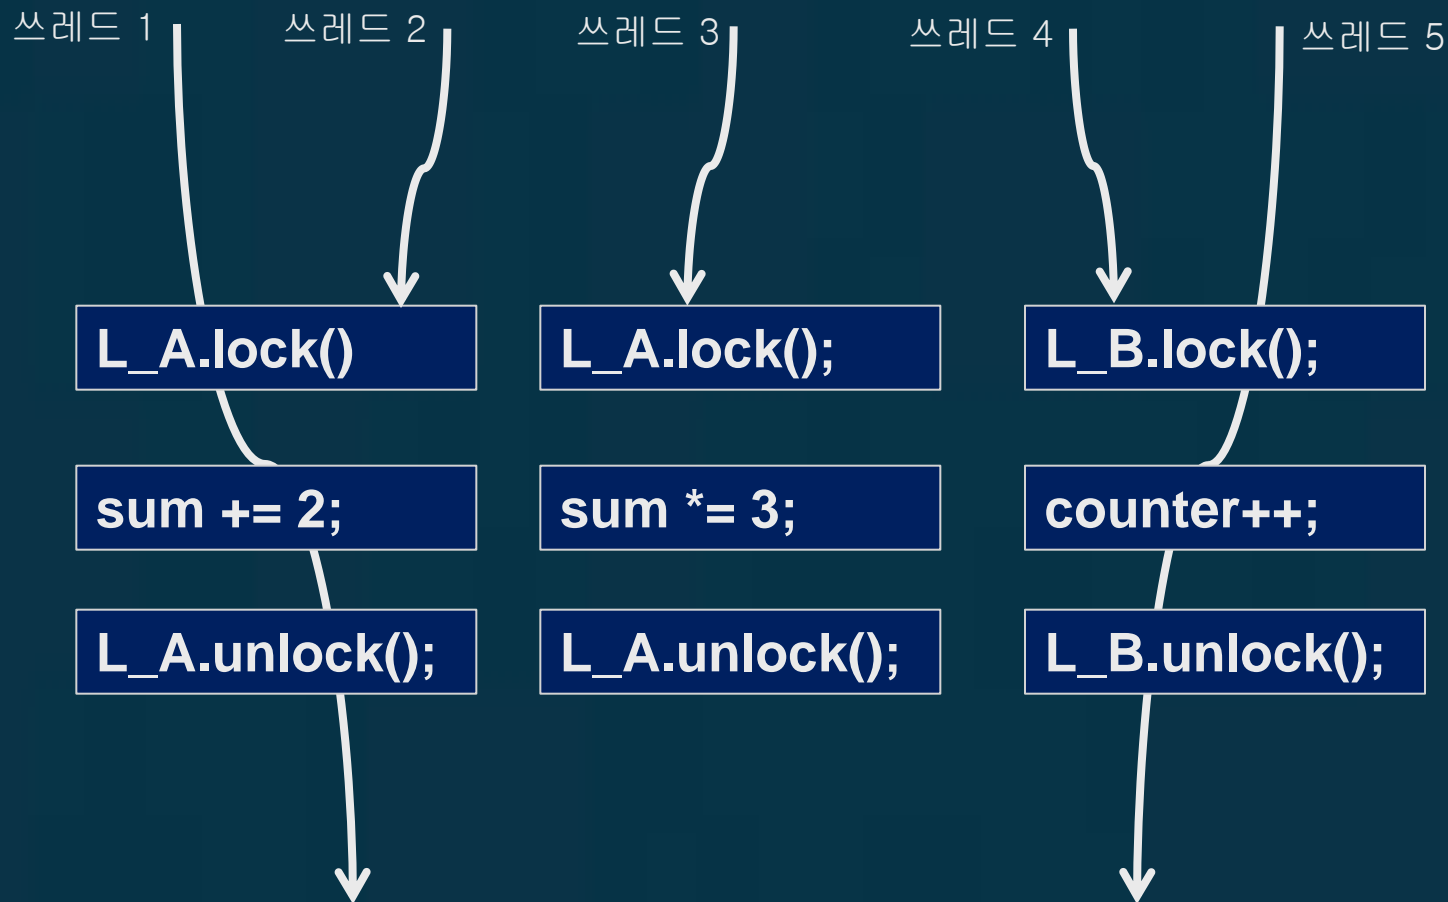 쓰레드 1
쓰레드 2
쓰레드 3
쓰레드 4
쓰레드 5
L_A.lock()
sum += 2;
L_A.unlock();
L_A.lock();
sum *= 3;
L_A.unlock();
L_B.lock();
counter++;
L_B.unlock();